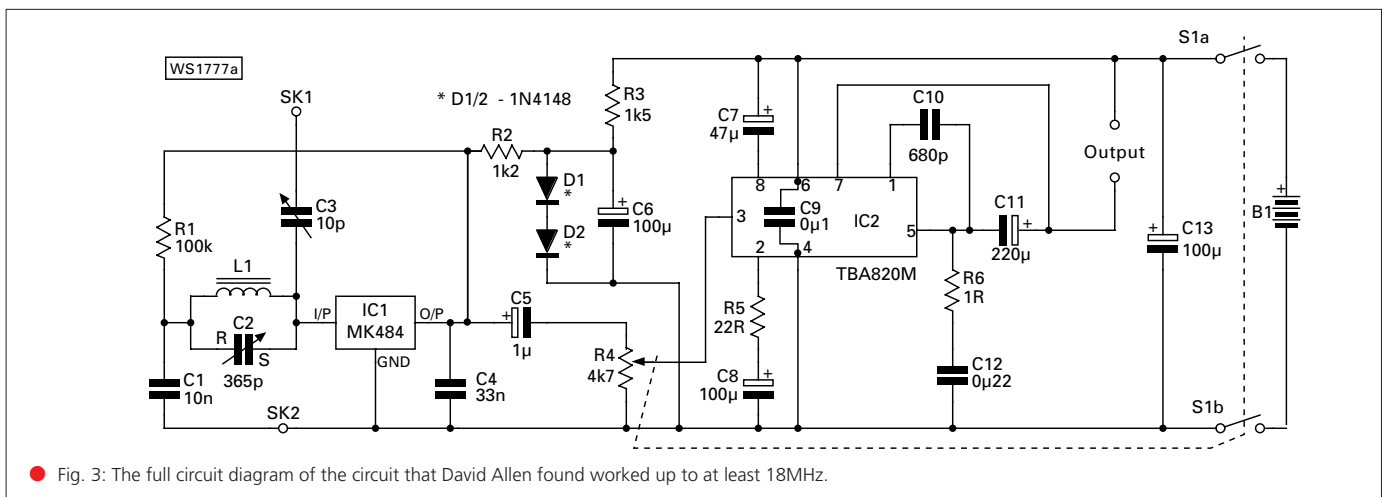 WS1777a
SK1
* D1/2 - 1N4148
R3
1k5
R2
1k2
C7
47µ
+
C10
680p
Output
S1a
R1
100k
C3
10p
D1
*
D2
*
+
C6
100µ
8
6
7
1
3
C9
0µ1
IC2
5
2
4
TBA820M
C11
+
220µ
+
C13
100µ
+
B1
L1
C2
R
S
365p
I/P
IC1
MK484
O/P
GND
C5
+
1µ
R4
4k7
R5
22R
R6
1R
C1
10n
SK2
C4
33n
C8
100µ
+
C12
0µ22
S1b
Fig. 3: The full circuit diagram of the circuit that David Allen found worked up to at least 18MHz.